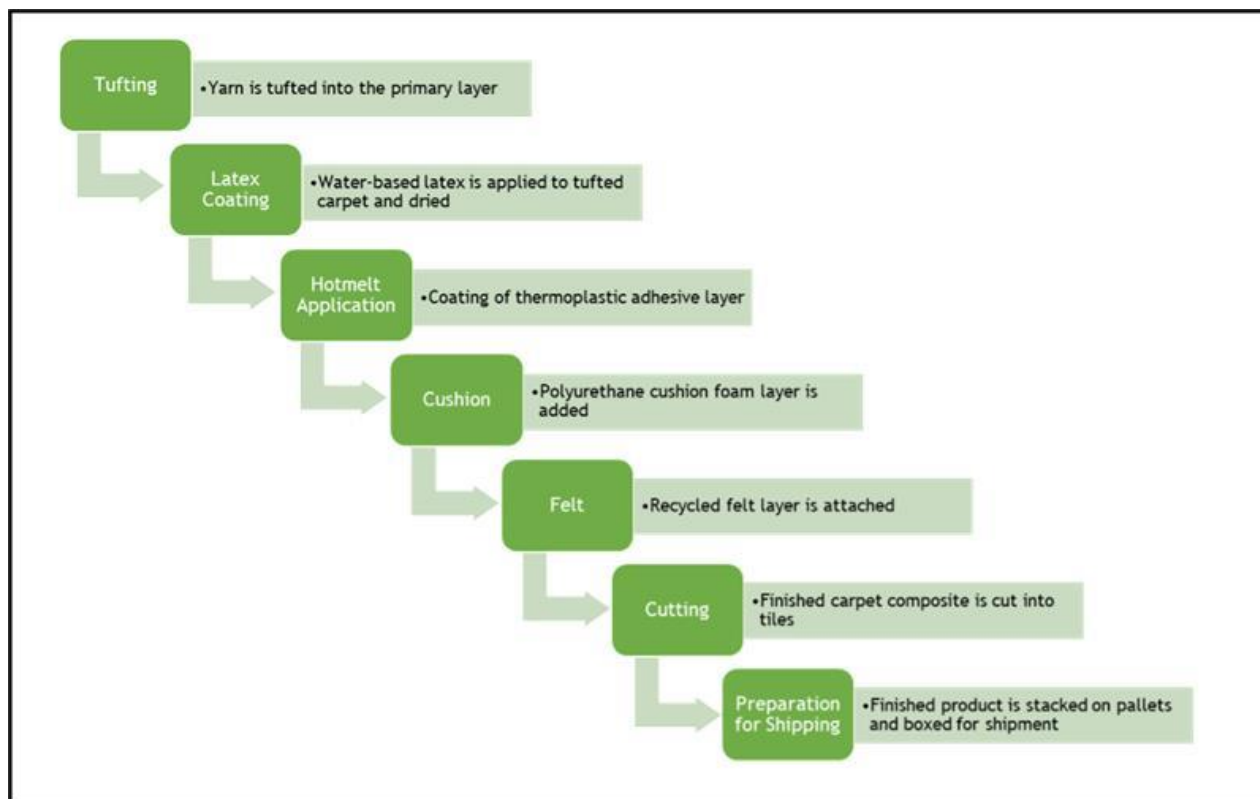 Tufting
•Yarn is tufted into the primary layer
Latex
Coating
•Water-based latex is applied to tufted
carpet and dried
Hotmelt
Application
•Coating of thermoplastic adhesive layer
Cushion
•Polyurethane cushion foam layer is
added
Felt
•Recycled felt layer is attached
Cutting
•Finished carpet composite is cut into
tiles
Preparation
for Shipping
•Finished product is stacked on pallets
and boxed for shipment